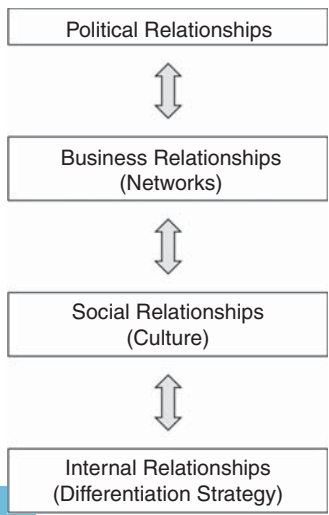 Political Relationships
Business Relationships
(Networks)
Social Relationships
(Culture)
Internal Relationships
(Differentiation Strategy)